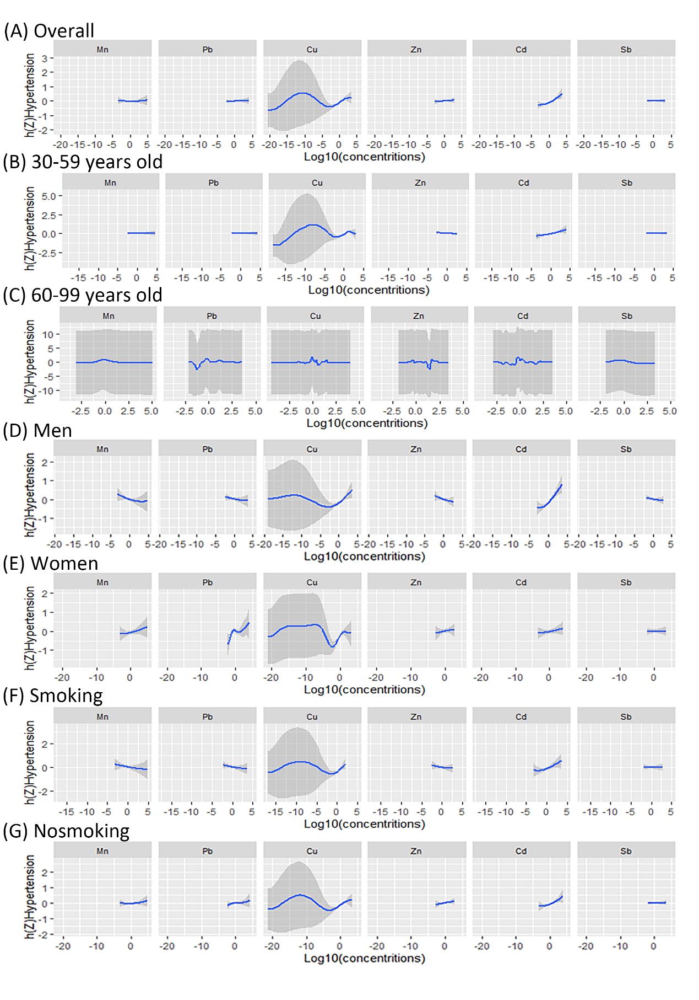 (A) Overall
Mn Pb Cu Zn Cd Sb
h(Z)Hypertension
3
2
1
0
-1
-2
-20 -15 -10 -5 0 5 -20 -15 -10 -5 0 5 -20 -15 -10 -5 0 5 -20 -15 -10 -5 0 5 -20 -15 -10 -5 0 5 -20 -15 -10 -5 0 5
Log10(concentritions)
(B) 30-59 years old
Mn Pb Cu Zn Cd Sb
h(Z)Hypertension
5.0
2.5
0.0
-2.5
-15 -10 -5 0 5 -15 -10 -5 0 5 -15 -10 -5 0 5 -15 -10 -5 0 5 -15 -10 -5 0 5 -15 -10 -5 0 5
Log10(concentritions)
(C) 60-99 years old
Mn Pb Cu Zn Cd Sb
h(Z)Hypertension
10
5
0
-5
-10
-2.5 0.0 2.5 5.0 -2.5 0.0 2.5 5.0 -2.5 0.0 2.5 5.0 -2.5 0.0 2.5 5.0 -2.5 0.0 2.5 5.0 -2.5 0.0 2.5 5.0
Log10(concentritions)
(D) Men
Mn Pb Cu Zn Cd Sb
h(Z)Hypertension
2
1
0
-1
-20 -15 -10 -5 0 5 -20 -15 -10 -5 0 5 -20 -15 -10 -5 0 5 -20 -15 -10 -5 0 5 -20 -15 -10 -5 0 5 -20 -15 -10 -5 0 5
Log10(concentritions)
(E) Women
Mn Pb Cu Zn Cd Sb
h(Z)Hypertension
2
1
0
-1
-20 -10 0 -20 -10 0 -20 -10 0 -20 -10 0 -20 -10 0 -20 -10 0
Log10(concentritions)
(F) Smoking
Mn Pb Cu Zn Cd Sb
h(Z)Hypertension
2
0
-2
-15 -10 -5 0 5 -15 -10 -5 0 5 -15 -10 -5 0 5 -15 -10 -5 0 5 -15 -10 -5 0 5 -15 -10 -5 0 5
Log10(concentritions)
(G) Nosmoking
Mn Pb Cu Zn Cd Sb
h(Z)Hypertension
2
1
0
-1
-2
-20 -10 0 -20 -10 0 -20 -10 0 -20 -10 0 -20 -10 0 -20 -10 0
Log10(concentritions)